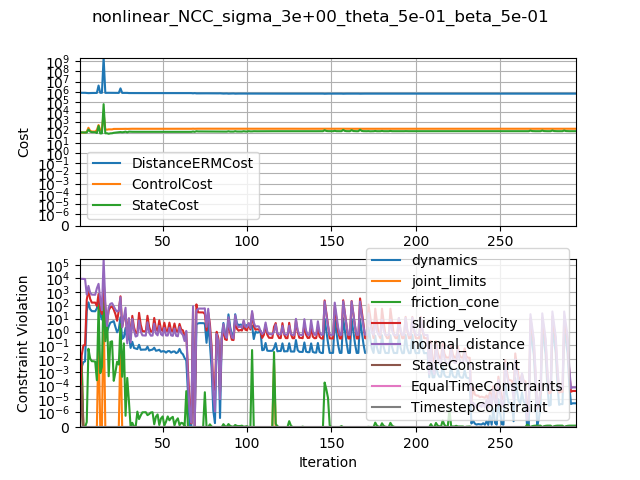 nonlinear_NCC_sigma_3e+00_theta_5e-01_beta_5e-01
Cost
10^9
10^8
10^7
10^6
10^5
10^4
10^3
10^2
10^1
10^0
10^-1
10^-2
10^-3
10^-4
10^-5
10^-6
0
DistanceERMCost
ControlCost
StateCost
50 100 150 200 250
Constraint Violation
10^5
10^4
10^3
10^2
10^1
10^0
10^-1
10^-2
10^-3
10^-4
10^-5
10^-6
0
dynamics
joint_limits
friction_cone
sliding_velocity
normal_distance
StateConstraint
EqualTimeConstraints
TimestepConstraint
50 100 150 200 250
Iteration